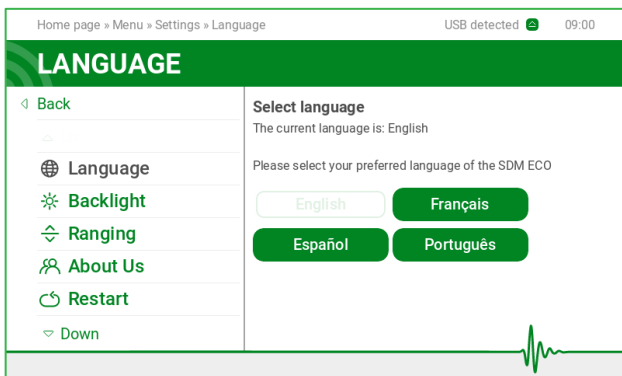 Home page » Menu » Settings » Language
USB detected
09:00
LANGUAGE
Back
Language
Backlight
Ranging
About Us
Restart
Down
Select language
The current language is: English
Please select your preferred language of the SDM ECO
English
Français
Español
Português